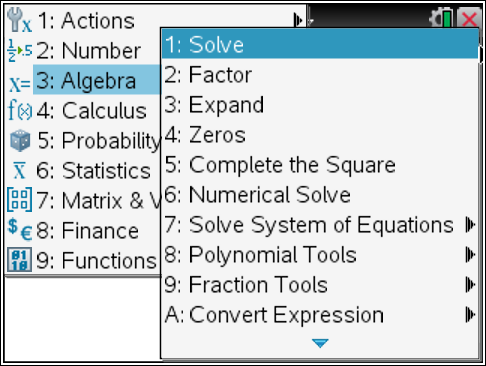 1: Actions
2: Number
3: Algebra
4: Calculus
5: Probability
6: Statistics
7: Matrix & V
8: Finance
9: Functions
1: Solve
2: Factor
3: Expand
4: Zeros
5: Complete the Square
6: Numerical Solve
7: Solve System of Equations
8: Polynomial Tools
9: Fraction Tools
A: Convert Expression